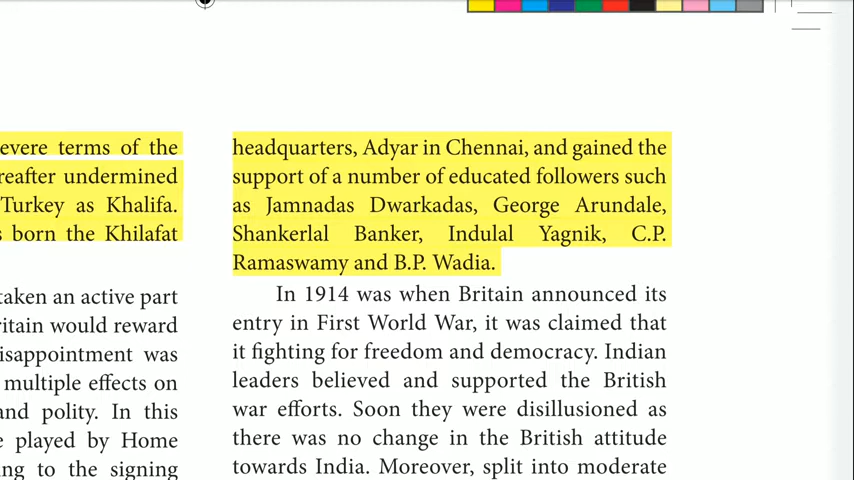 evere terms of the
reafter undermined
Turkey as Khalifa.
s born the Khilafat
taken an active part
ritain would reward
isappointment was
multiple effects on
and polity. In this
e played by Home
ng to the signing
headquarters, Adyar in Chennai, and gained the
support of a number of educated followers such
as Jamnadas Dwarkadas, George Arundale,
Shankerlal Banker, Indulal Yagnik, C.P.
Ramaswamy and B.P. Wadia.
In 1914 was when Britain announced its
entry in First World War, it was claimed that
it fighting for freedom and democracy. Indian
leaders believed and supported the British
war efforts. Soon they were disillusioned as
there was no change in the British attitude
towards India. Moreover, split into moderate